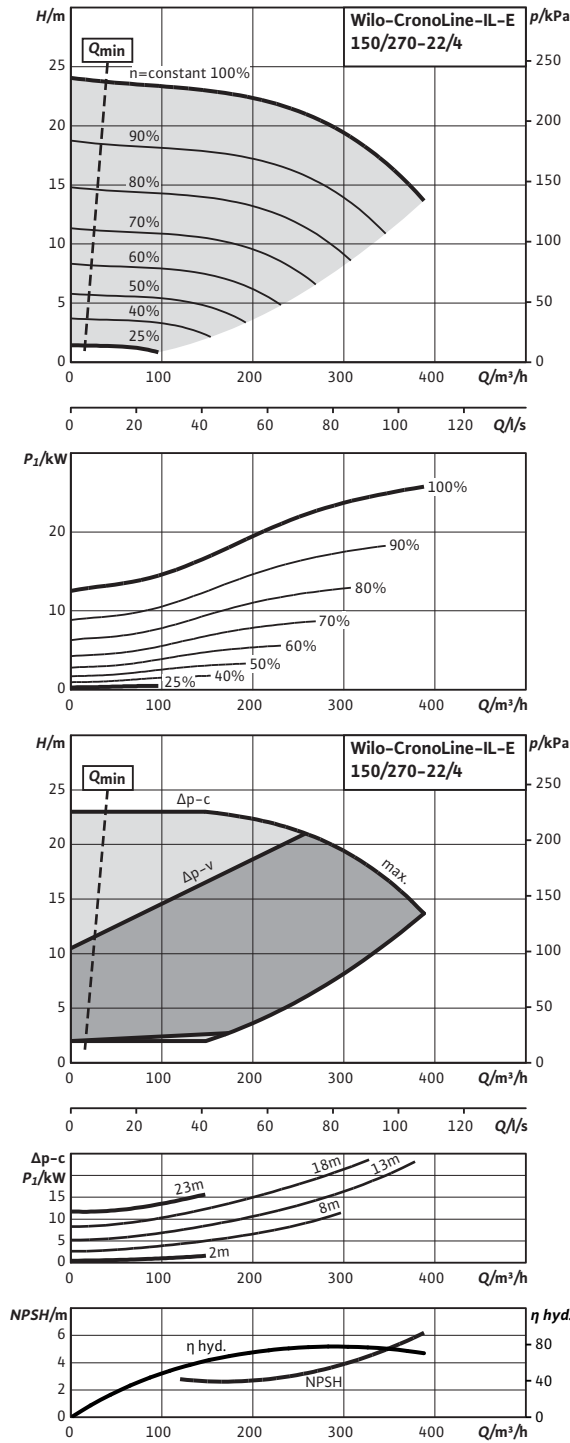 H/m
Wilo-CronoLine-IL-E
150/270-22/4
p/kPa
Qmin
n=constant 100%
90%
80%
70%
60%
50%
40%
25%
25
20
15
10
5
0
250
200
150
100
50
0
0 100 200 300 400 Q/m³/h
0 20 40 60 80 100 120 Q/l/s
P1/kW
100%
90%
80%
70%
60%
50%
40%
25%
20
10
0
0 100 200 300 400 Q/m³/h
H/m
Wilo-CronoLine-IL-E
150/270-22/4
p/kPa
Qmin
Δp-c
Δp-v
max.
25
20
15
10
5
0
250
200
150
100
50
0
0 100 200 300 400 Q/m³/h
0 20 40 60 80 100 120 Q/l/s
Δp-c
P1/kW
23m
18m
13m
8m
2m
15
10
5
0
0 100 200 300 400 Q/m³/h
NPSH/m
η hyd.
η hyd.
NPSH
6
4
2
0
80
40
0
0 100 200 300 400 Q/m³/h